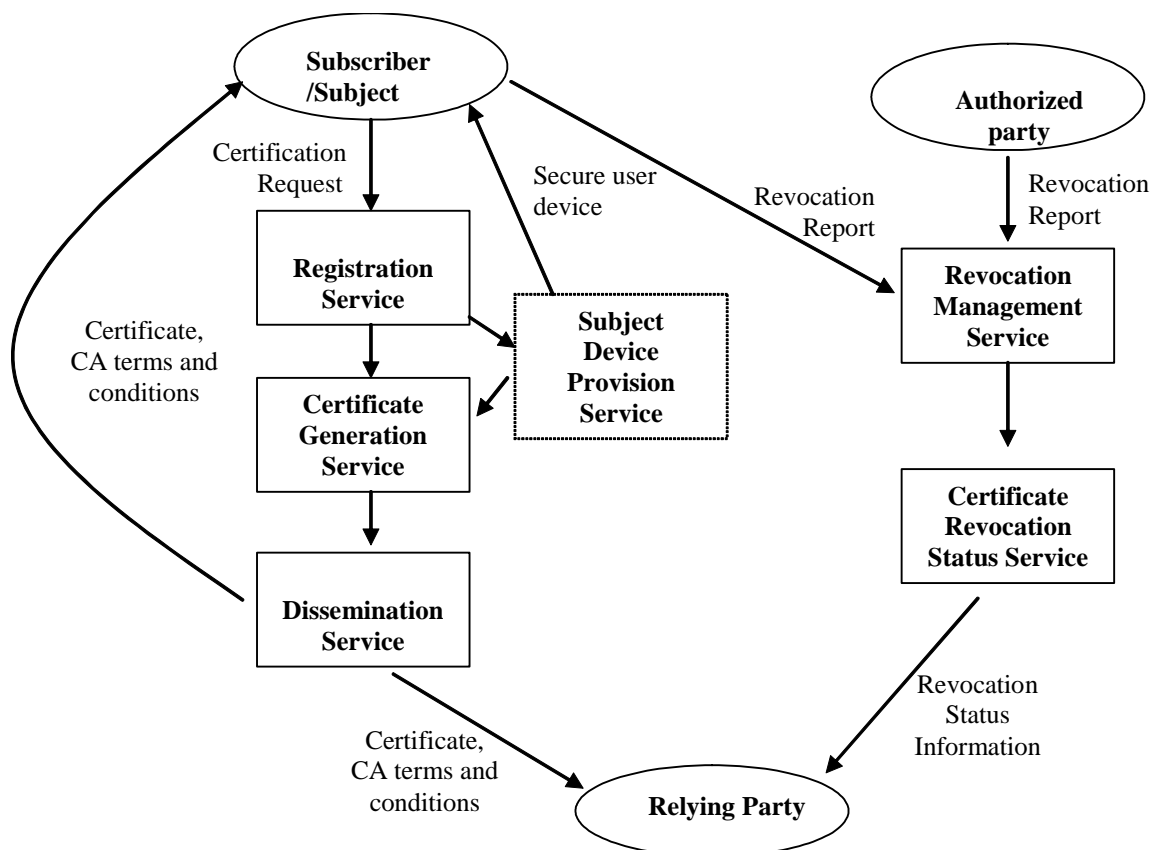 Subscriber
/Subject
Authorized
party
Certification
Request
Secure user
device
Revocation
Report
Revocation
Report
Registration
Service
Revocation
Management
Service
Subject
Device
Provision
Service
Certificate,
CA terms and
conditions
Certificate
Generation
Service
Certificate
Revocation
Status Service
Dissemination
Service
Revocation
Status
Information
Certificate,
CA terms and
conditions
Relying Party